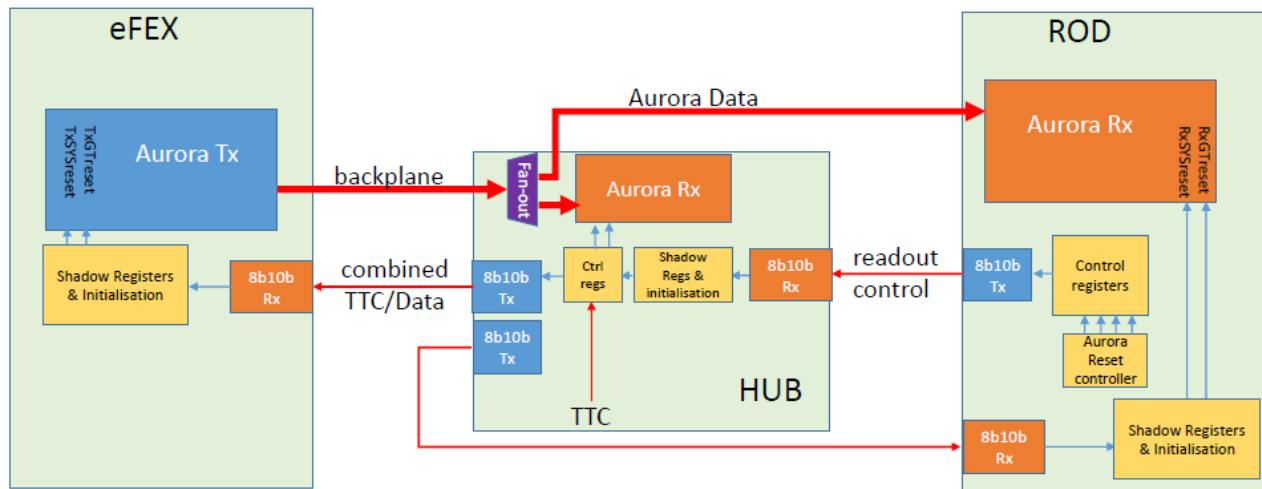 eFEX
TxGTreset
TxSYSreset
Aurora Tx
Shadow Registers
& Initialisation
8b10b
Rx
backplane
combined
TTC/Data
Aurora Data
Fan-out
Aurora Rx
8b10b
Tx
Ctrl
regs
Shadow
Regs &
initialisation
8b10b
Rx
8b10b
Tx
TTC
HUB
readout
control
ROD
Aurora Rx
RxGTreset
RxSYSreset
8b10b
Tx
Control
registers
Aurora
Reset
controller
8b10b
Rx
Shadow Registers
& Initialisation